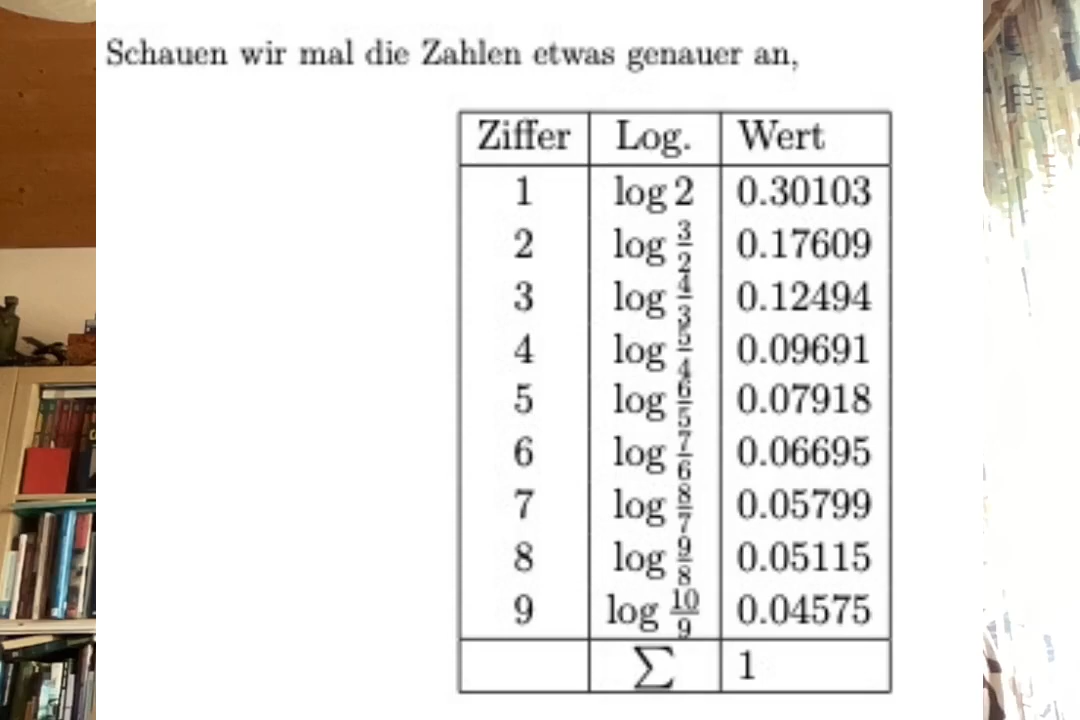 Schauen wir mal die Zahlen etwas genauer an,
Ziffer Log. Wert
1 log 2 0.30103
2 log 3/2 0.17609
3 log 4/3 0.12494
4 log 5/4 0.09691
5 log 6/5 0.07918
6 log 7/6 0.06695
7 log 8/7 0.05799
8 log 9/8 0.05115
9 log 10/9 0.04575
∑ 1